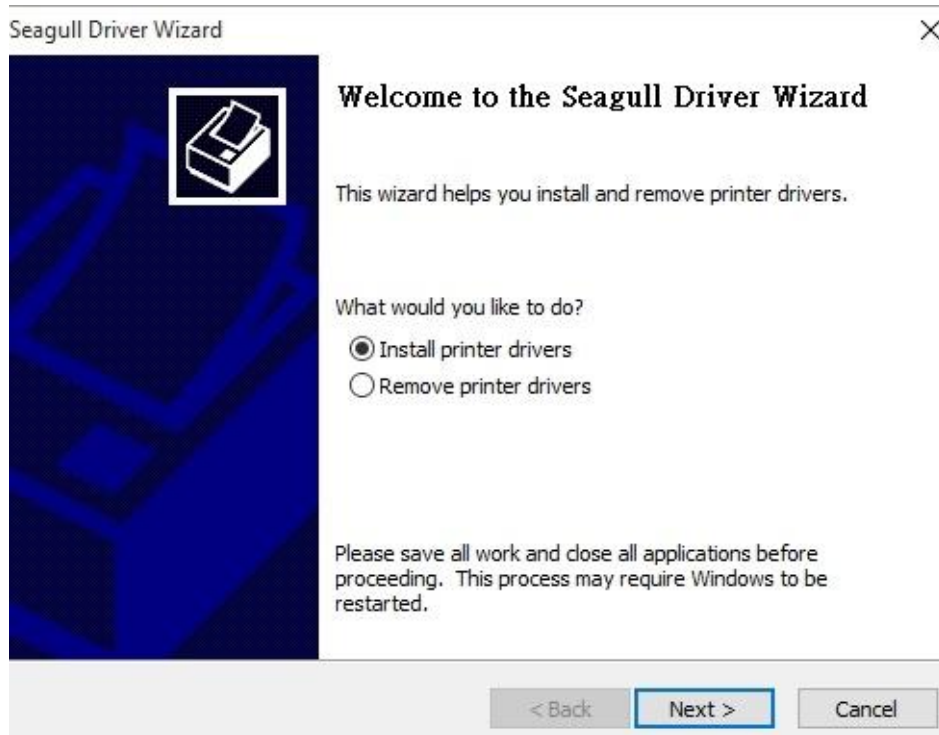 Seagull Driver Wizard
Welcome to the Seagull Driver Wizard
This wizard helps you install and remove printer drivers.
What would you like to do?
Install printer drivers
Remove printer drivers
Please save all work and close all applications before
proceeding.  This process may require Windows to be
restarted.
< Back Next > Cancel